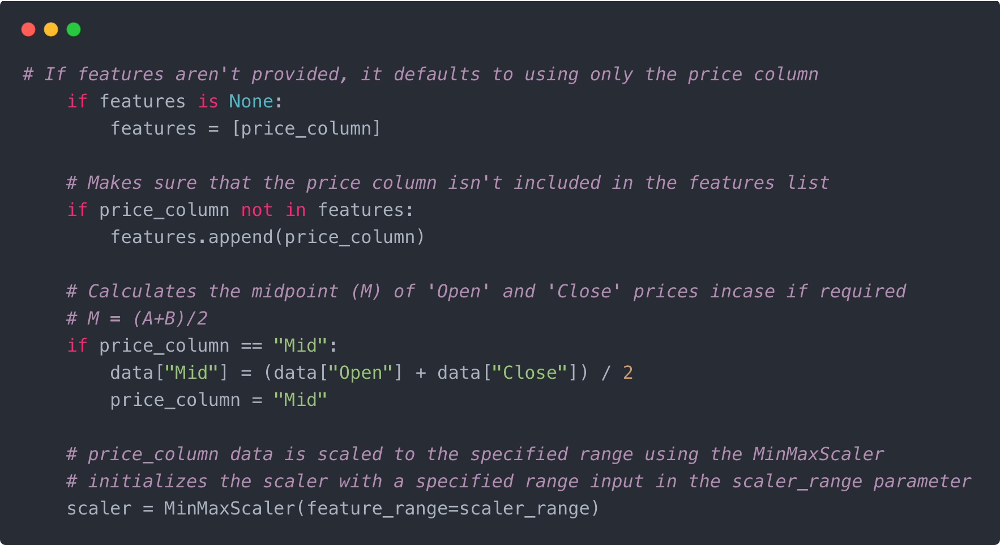 # If features aren't provided, it defaults to using only the price column
    if features is None:
        features = [price_column]

    # Makes sure that the price column isn't included in the features list
    if price_column not in features:
        features.append(price_column)

    # Calculates the midpoint (M) of 'Open' and 'Close' prices incase if required
    # M = (A+B)/2
    if price_column == "Mid":
        data["Mid"] = (data["Open"] + data["Close"]) / 2
        price_column = "Mid"

    # price_column data is scaled to the specified range using the MinMaxScaler
    # initializes the scaler with a specified range input in the scaler_range parameter
    scaler = MinMaxScaler(feature_range=scaler_range)